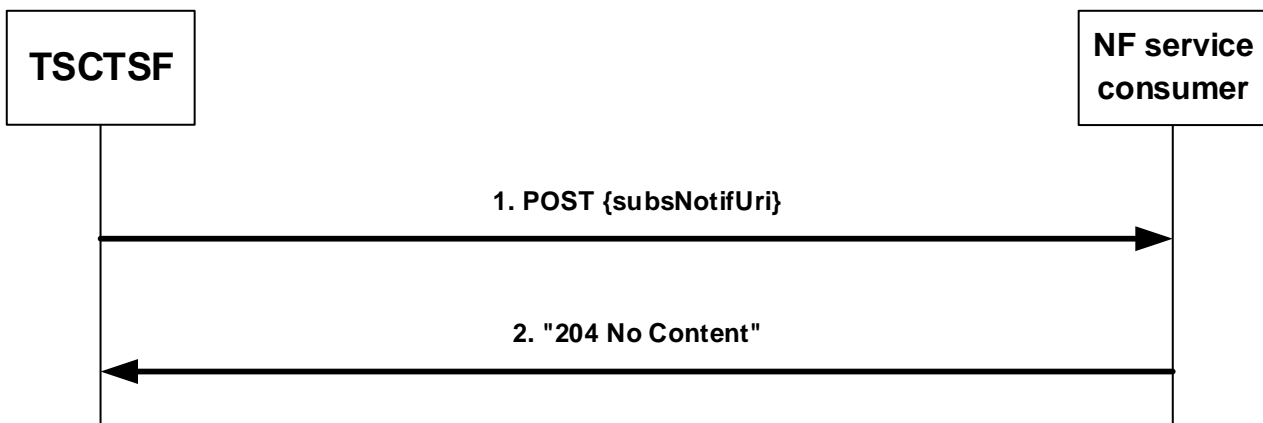 TSCTSF
NF service
consumer
1. POST {subsNotifUri}
2. "204 No Content"